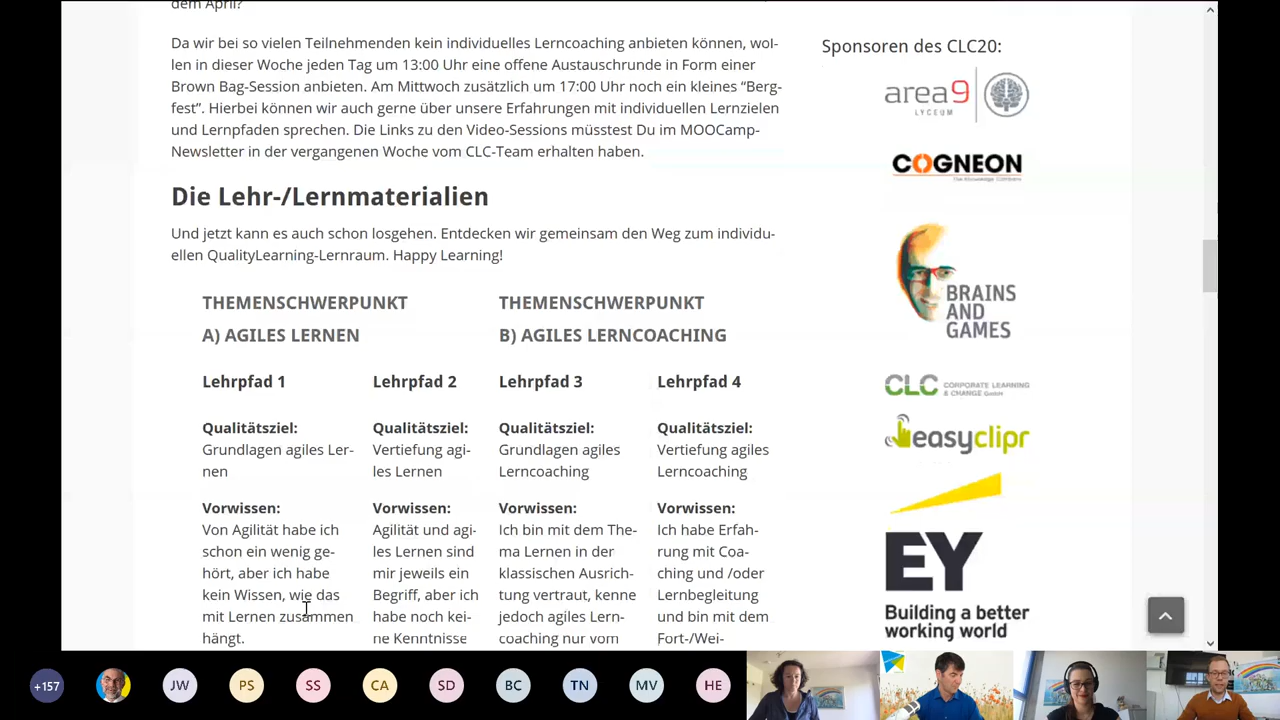 dem April?
Da wir bei so vielen Teilnehmenden kein individuelles Lerncoaching anbieten können, wol-
len in dieser Woche jeden Tag um 13:00 Uhr eine offene Austauschrunde in Form einer
Brown Bag-Session anbieten. Am Mittwoch zusätzlich um 17:00 Uhr noch ein kleines “Berg-
fest”. Hierbei können wir auch gerne über unsere Erfahrungen mit individuellen Lernzielen
und Lernpfaden sprechen. Die Links zu den Video-Sessions müsstest Du im MOOCamp-
Newsletter in der vergangenen Woche vom CLC-Team erhalten haben.
Die Lehr-/Lernmaterialien
Und jetzt kann es auch schon losgehen. Entdecken wir gemeinsam den Weg zum individu-
ellen QualityLearning-Lernraum. Happy Learning!
THEMENSCHWERPUNKT
A) AGILES LERNEN
THEMENSCHWERPUNKT
B) AGILES LERNCOACHING
Lehrpfad 1
Qualitätsziel:
Grundlagen agiles Ler-
nen
Vorwissen:
Von Agilität habe ich
schon ein wenig ge-
hört, aber ich habe
kein Wissen, wie das
mit Lernen zusammen
hängt.
Lehrpfad 2
Qualitätsziel:
Vertiefung agi-
les Lernen
Vorwissen:
Agilität und agi-
les Lernen sind
mir jeweils ein
Begriff, aber ich
habe noch kei-
ne Kenntnisse
Lehrpfad 3
Qualitätsziel:
Grundlagen agiles
Lerncoaching
Vorwissen:
Ich bin mit dem The-
ma Lernen in der
klassischen Ausrich-
tung vertraut, kenne
jedoch agiles Lern-
coaching nur vom
Lehrpfad 4
Qualitätsziel:
Vertiefung agiles
Lerncoaching
Vorwissen:
Ich habe Erfah-
rung mit Coa-
ching und /oder
Lernbegleitung
und bin mit dem
Fort-/Wei-
Sponsoren des CLC20:
area9
LYCEUM
COGNEON
BRAINS
AND
GAMES
CLC CORPORATE LEARNING
& CHANGE GmbH
easyclipr
EY
Building a better
working world
+157
JW
PS
SS
CA
SD
BC
TN
MV
HE